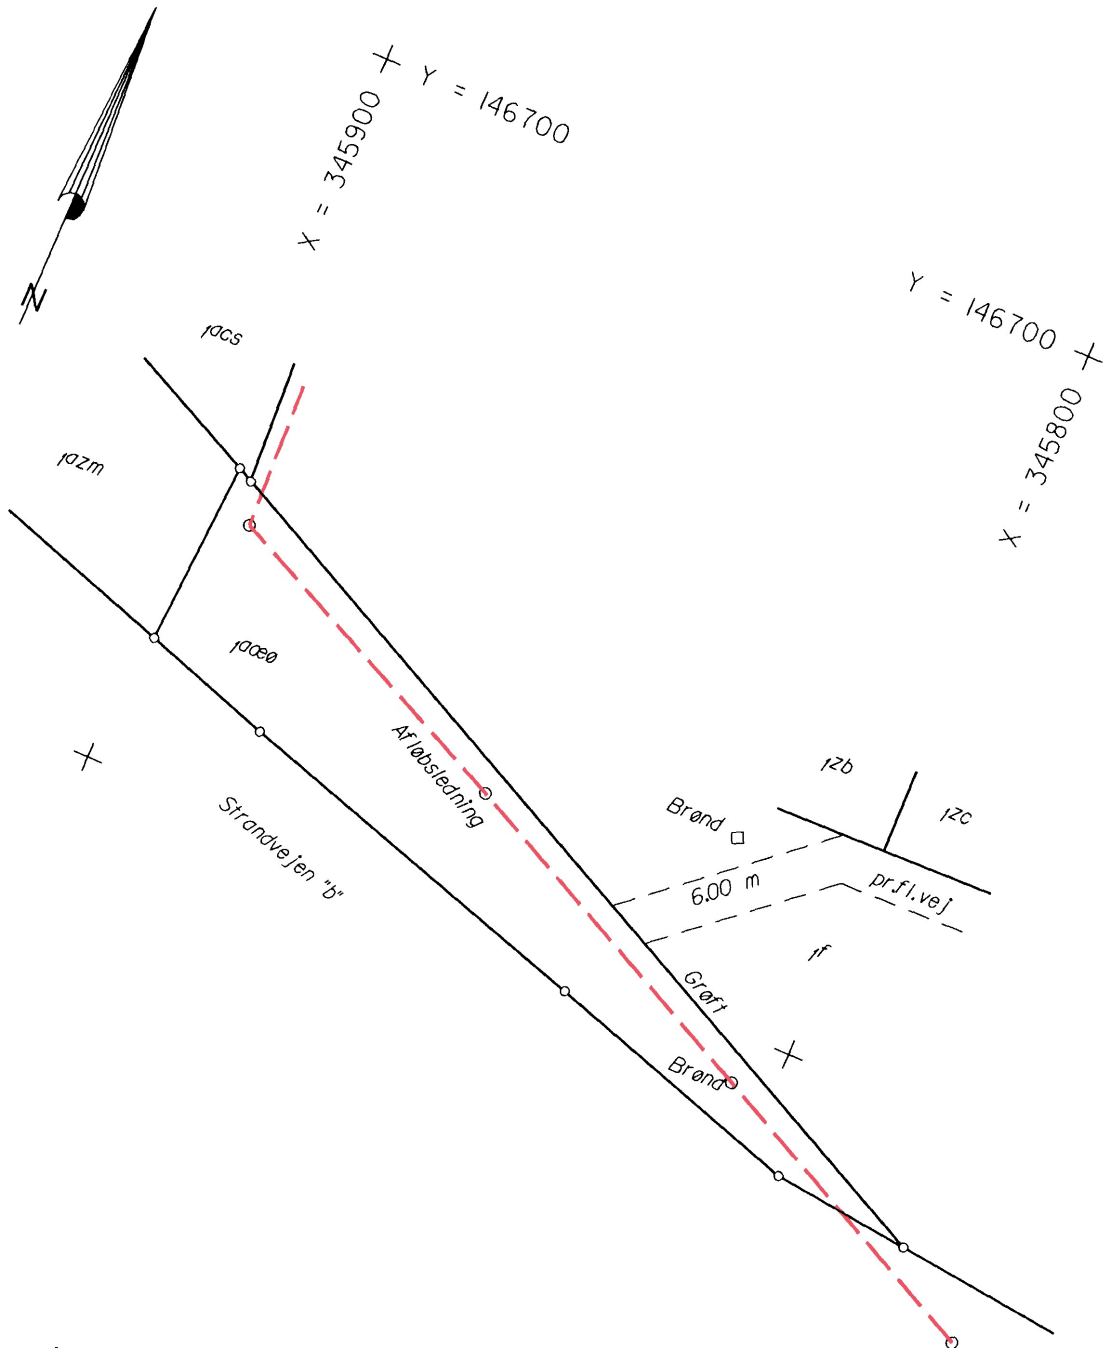 Y = 146700
X = 345900
N
Y = 146700
X = 345800
1acs
1azm
1aæø
Afløbsledning
Strandvejen "b"
1zb
1zc
Brønd
6.00 m
pr.fl.vej
1f
Grøft
Brønd